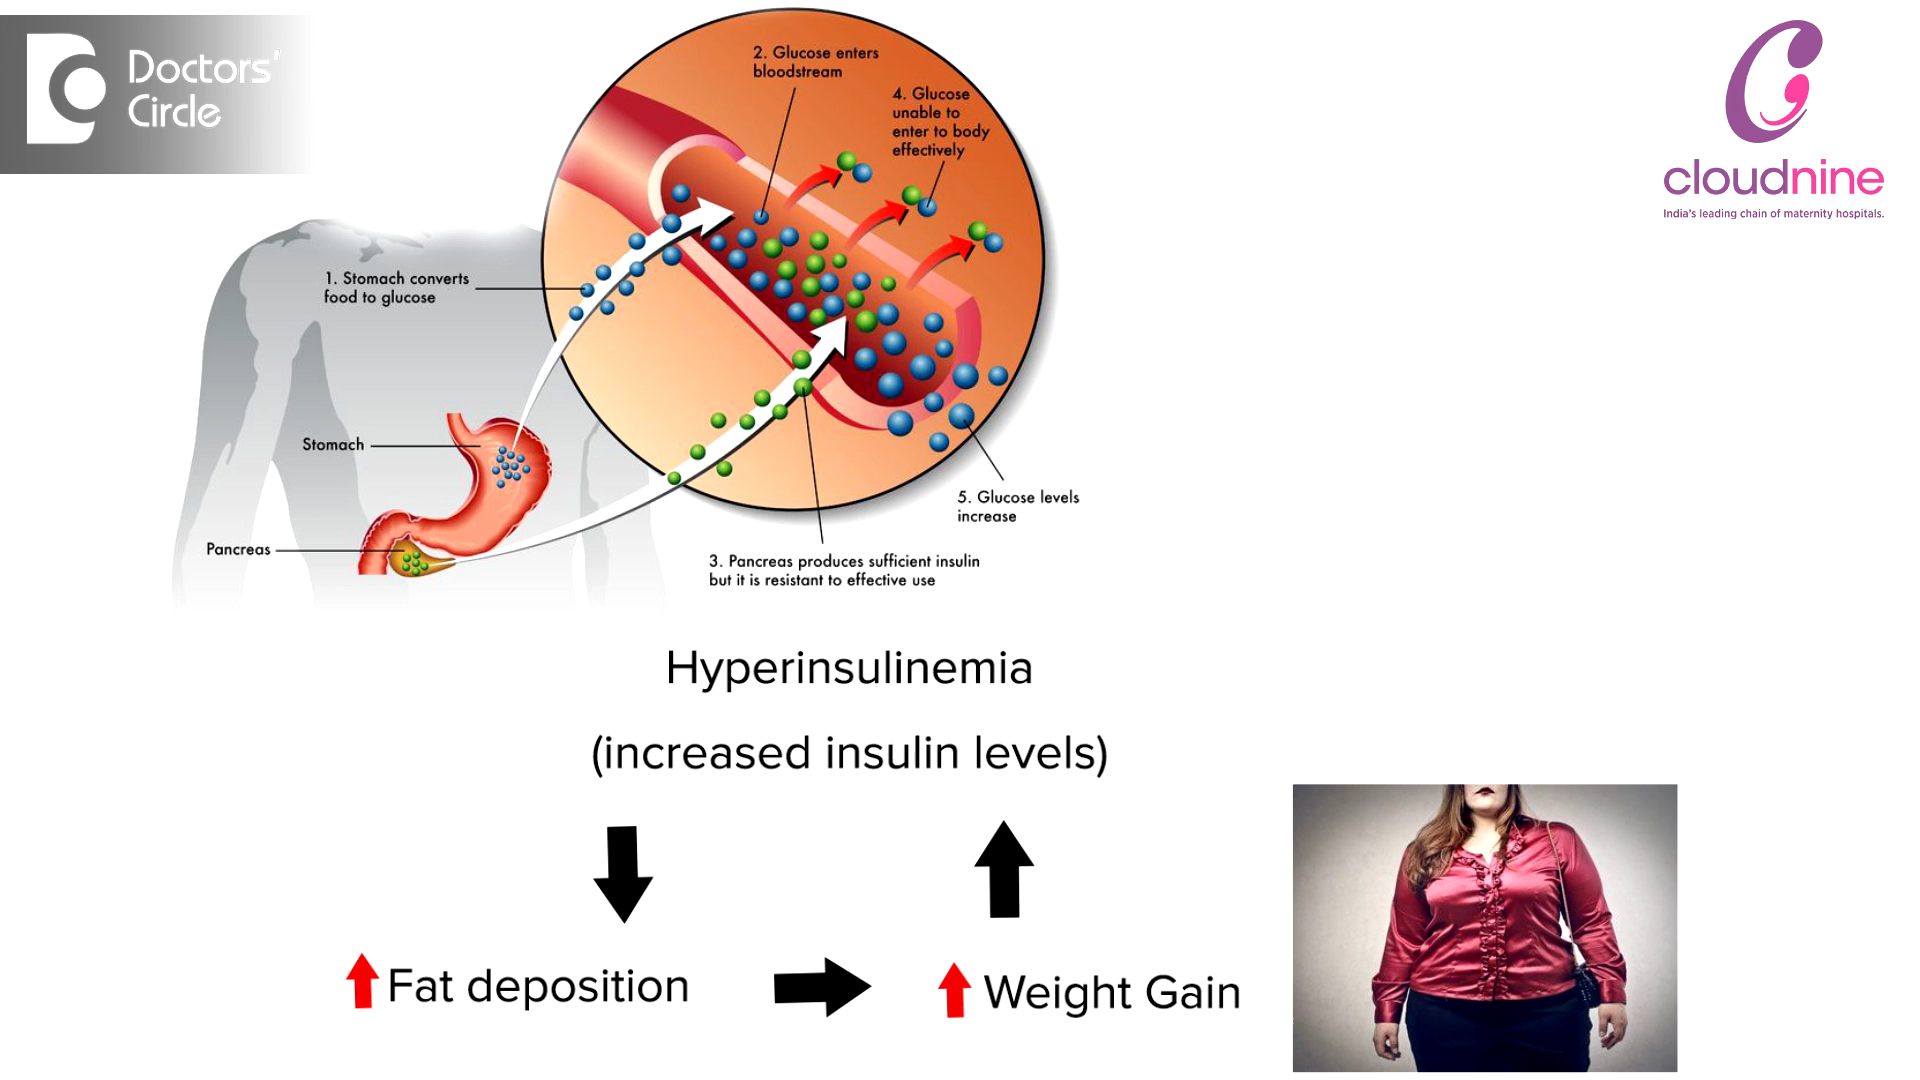 Doctors'
Circle
cloudnine
India's leading chain of maternity hospitals.
2. Glucose enters
bloodstream
4. Glucose
unable to
enter to body
effectively
1. Stomach converts
food to glucose
Stomach
Pancreas
5. Glucose levels
increase
3. Pancreas produces sufficient insulin
but it is resistant to effective use
Hyperinsulinemia
(increased insulin levels)
Fat deposition
Weight Gain